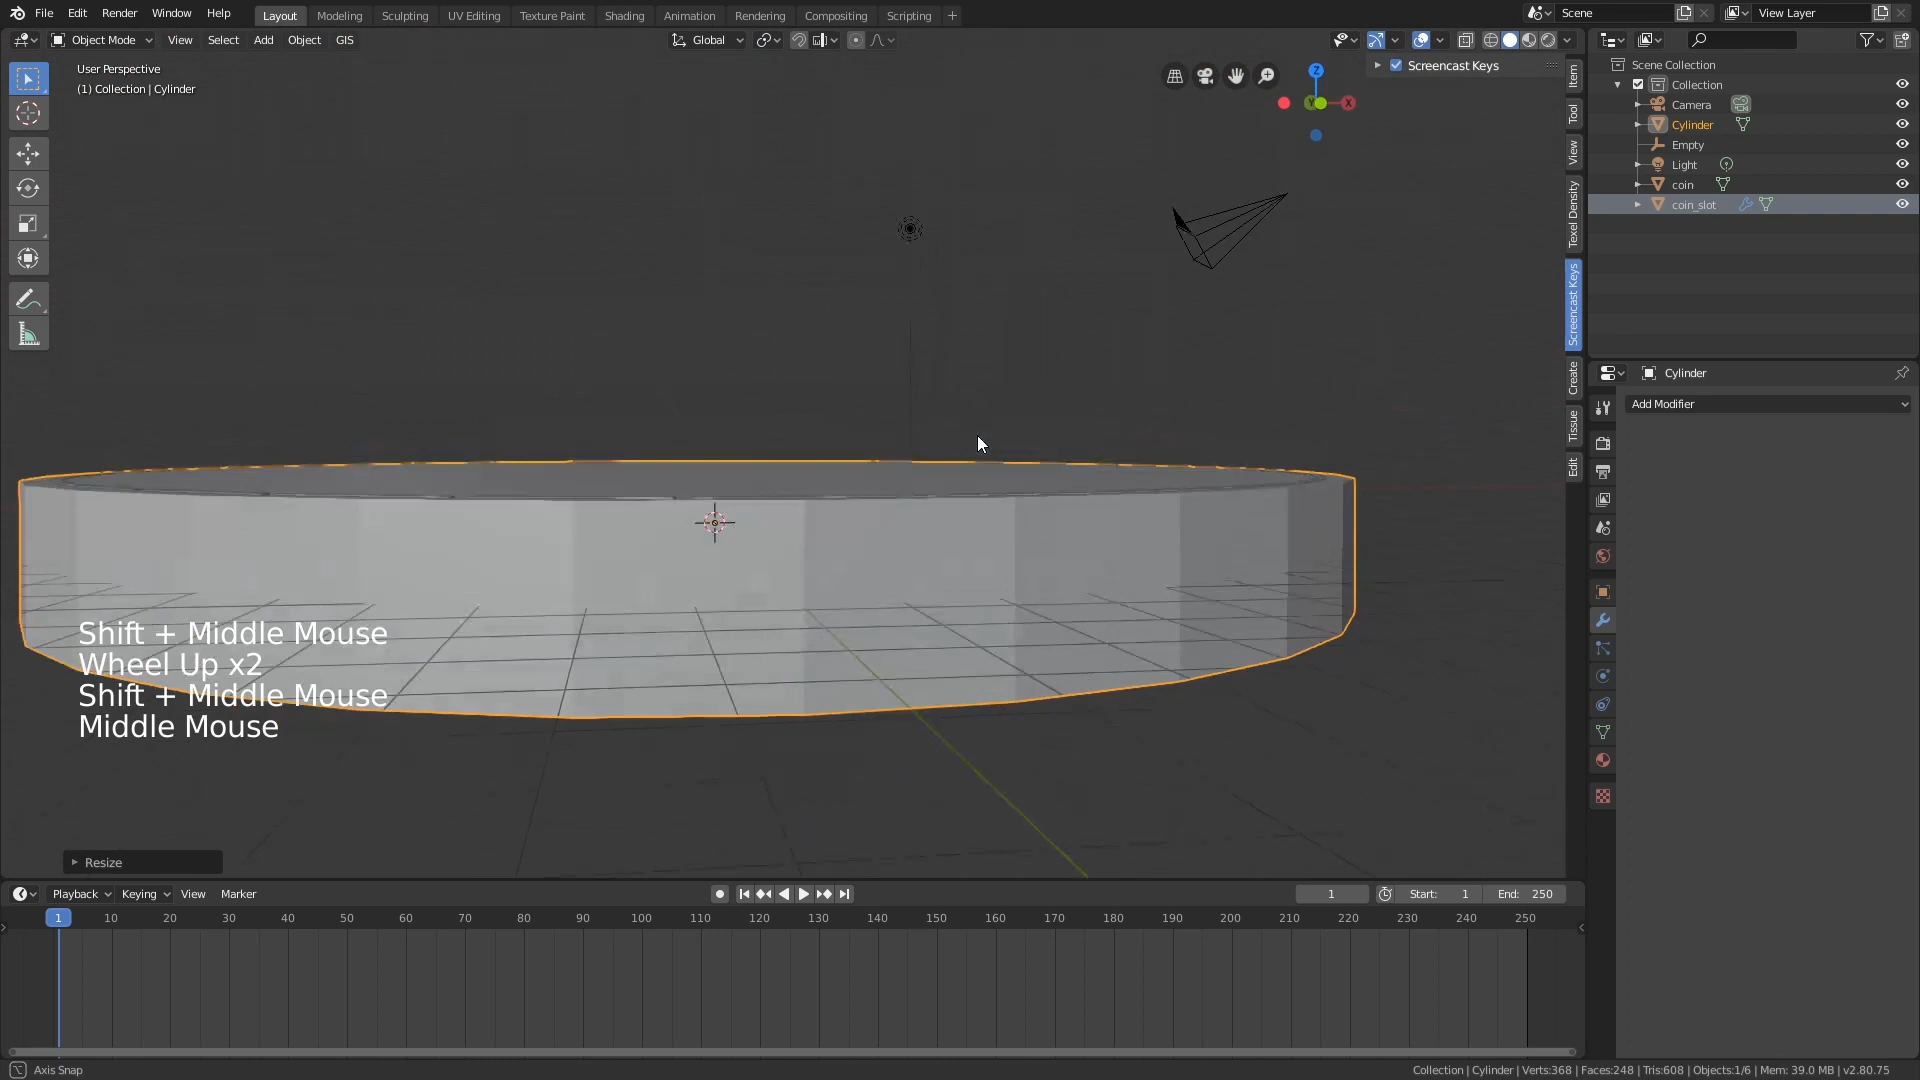 File Edit Render Window Help
Layout Modeling Sculpting UV Editing Texture Paint Shading Animation Rendering Compositing Scripting
Scene
View Layer
Object Mode View Select Add Object GIS
Global
User Perspective
(1) Collection | Cylinder
Screencast Keys
Z
Y
X
Item
Tool
View
Texel Density
Screencast Keys
Create
Tissue
Edit
Scene Collection
Collection
Camera
Cylinder
Empty
Light
coin
coin_slot
Cylinder
Add Modifier
Shift + Middle Mouse
Wheel Up x2
Shift + Middle Mouse
Middle Mouse
Resize
Playback Keying View Marker
1 Start: 1 End: 250
1 10 20 30 40 50 60 70 80 90 100 110 120 130 140 150 160 170 180 190 200 210 220 230 240 250
Axis Snap
Collection | Cylinder | Verts:368 | Faces:248 | Tris:608 | Objects:1/6 | Mem: 39.0 MB | v2.80.75